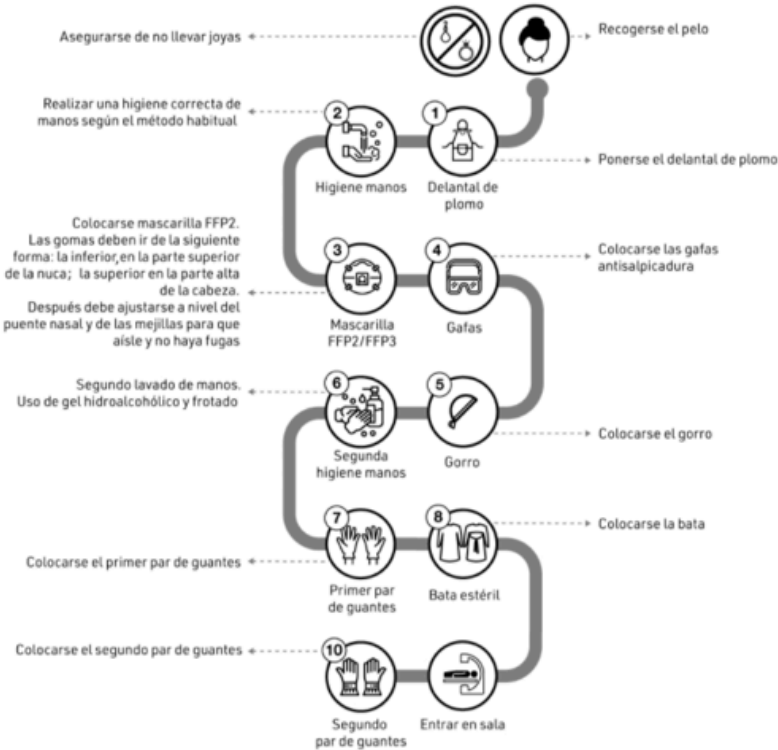 Asegurarse de no llevar joyas
Recogerse el pelo
Realizar una higiene correcta de
manos según el método habitual
2
1
Higiene manos
Delantal de
plomo
Ponerse el delantal de plomo
Colocarse mascarilla FFP2.
Las gomas deben ir de la siguiente
forma: la inferior,en la parte superior
de la nuca; la superior en la parte alta
de la cabeza.
Después debe ajustarse a nivel del
puente nasal y de las mejillas para que
aísle y no haya fugas
3
4
Mascarilla
FFP2/FFP3
Gafas
Colocarse las gafas
antisalpicadura
Segundo lavado de manos.
Uso de gel hidroalcohólico y frotado
6
5
Segunda
higiene manos
Gorro
Colocarse el gorro
7
8
Colocarse la bata
Colocarse el primer par de guantes
Primer par
de guantes
Bata estéril
Colocarse el segundo par de guantes
10
Segundo
par de guantes
Entrar en sala